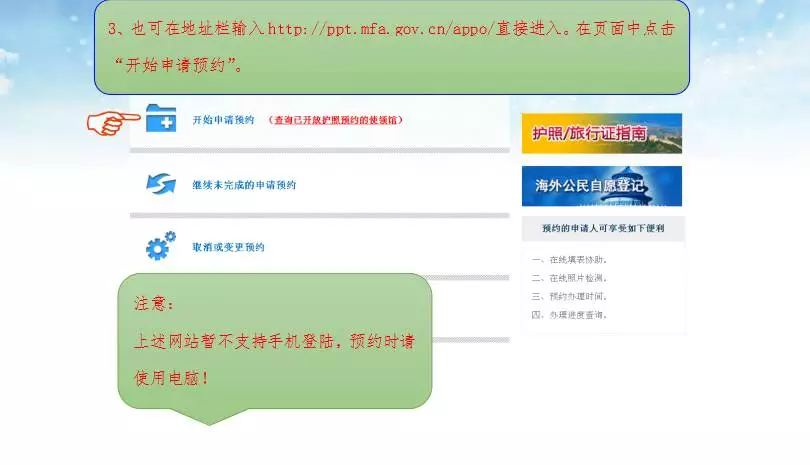 3、也可在地址栏输入http://ppt.mfa.gov.cn/appo/直接进入。在页面中点击
“开始申请预约”。
开始申请预约 （查询已开放护照预约的使领馆）
继续未完成的申请预约
取消或变更预约
护照/旅行证指南
海外公民自愿登记
预约的申请人可享受如下便利
一、在线填表协助。
二、在线照片检测。
三、预约办理时间。
四、办理进度查询。
注意：
上述网站暂不支持手机登陆，预约时请
使用电脑！